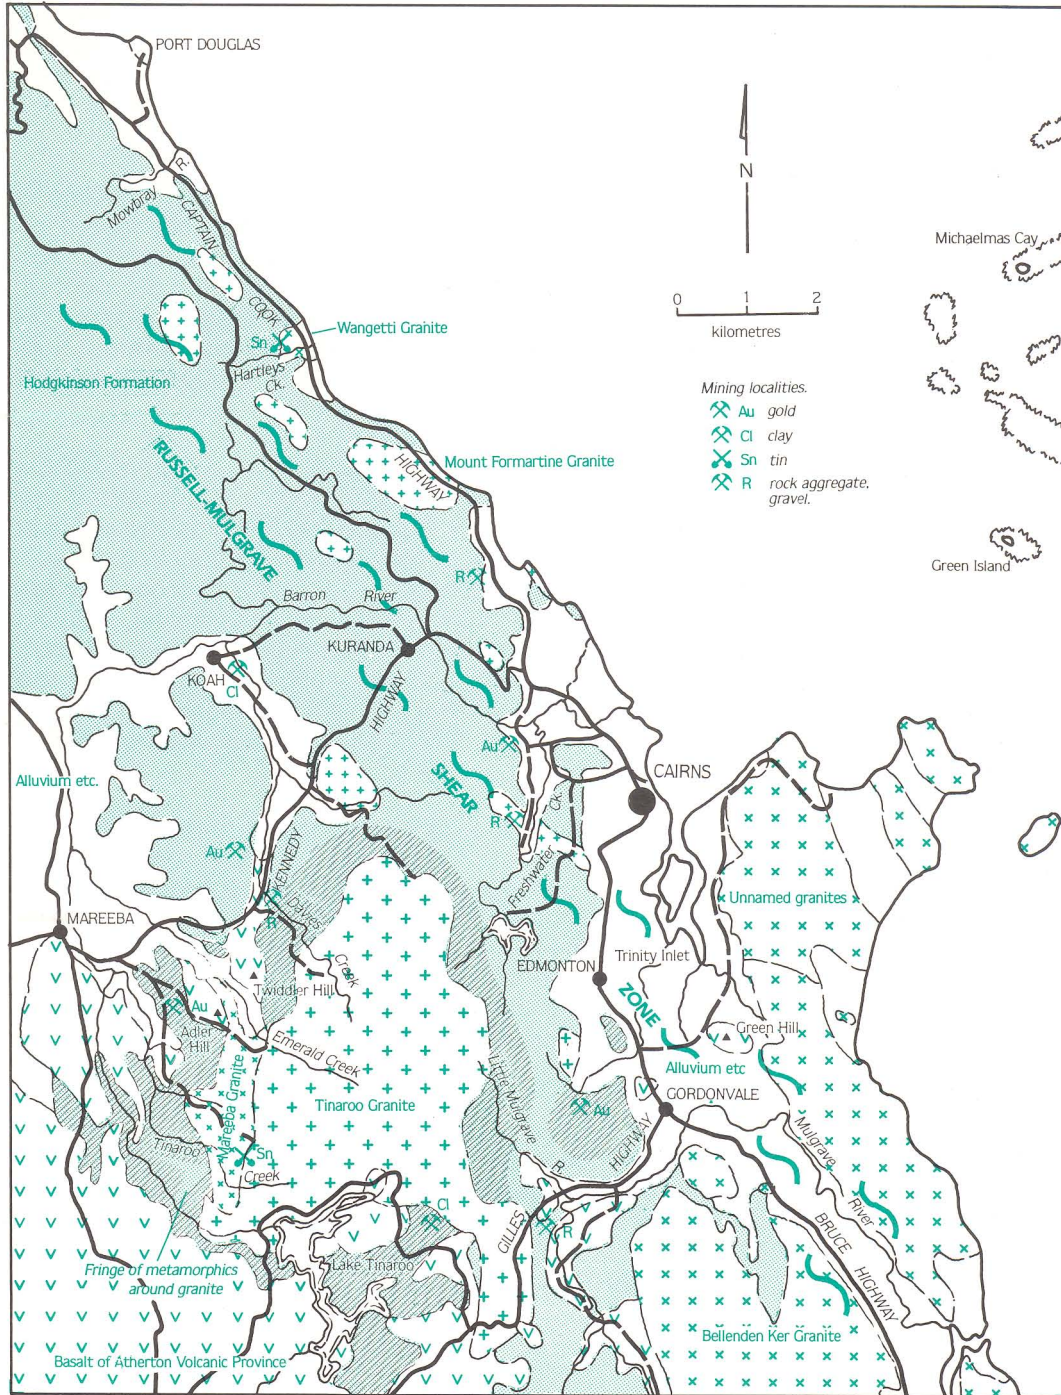 PORT DOUGLAS
Mowbray
R.
CAPTAIN
COOK
N
Michaelmas Cay
0 1 2
kilometres
Wangetti Granite
Sn
Hartleys
Ck.
Hodgkinson Formation
Mining localities.
Au gold
Cl clay
Sn tin
R rock aggregate,
gravel.
RUSSELL-MULGRAVE
HIGHWAY
Mount Formartine Granite
Green Island
R
Barron River
KURANDA
KOAH
Cl
HIGHWAY
Au
SHEAR
CAIRNS
Alluvium etc.
R
Ck.
Freshwater
Au
KENNEDY
Davies
Creek
R
Unnamed granites
MAREEBA
EDMONTON
Trinity Inlet
Twiddler Hill
ZONE
Au
Adler
Hill
Emerald Creek
Green Hill
Alluvium etc
Mareeba Granite
Tinaroo Granite
Little Mulgrave
R.
Au
GORDONVALE
HIGHWAY
Mulgrave
River
Tinaroo
Creek
Sn
Cl
GILLES
R
BRUCE
HIGHWAY
Lake Tinaroo
Fringe of metamorphics
around granite
Bellenden Ker Granite
Basalt of Atherton Volcanic Province